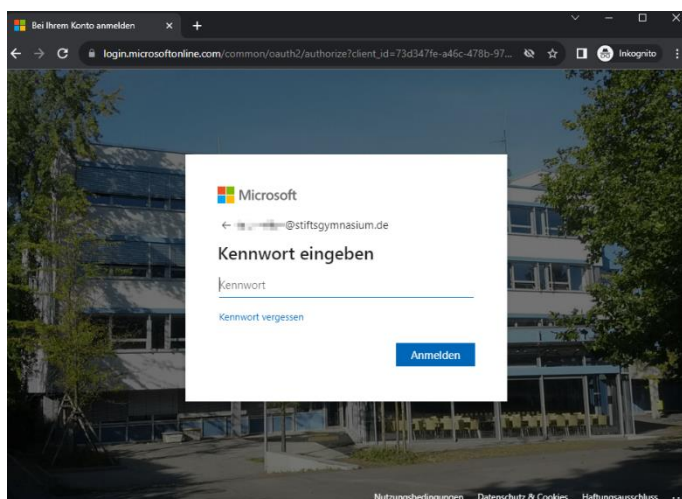 Bei Ihrem Konto anmelden
login.microsoftonline.com/common/oauth2/authorize?client_id=73d347fe-a46c-478b-97...
Inkognito
Microsoft
@stiftsgymnasium.de
Kennwort eingeben
Kennwort
Kennwort vergessen
Anmelden
Nutzungsbedingungen Datenschutz & Cookies Haftungsausschluss ...